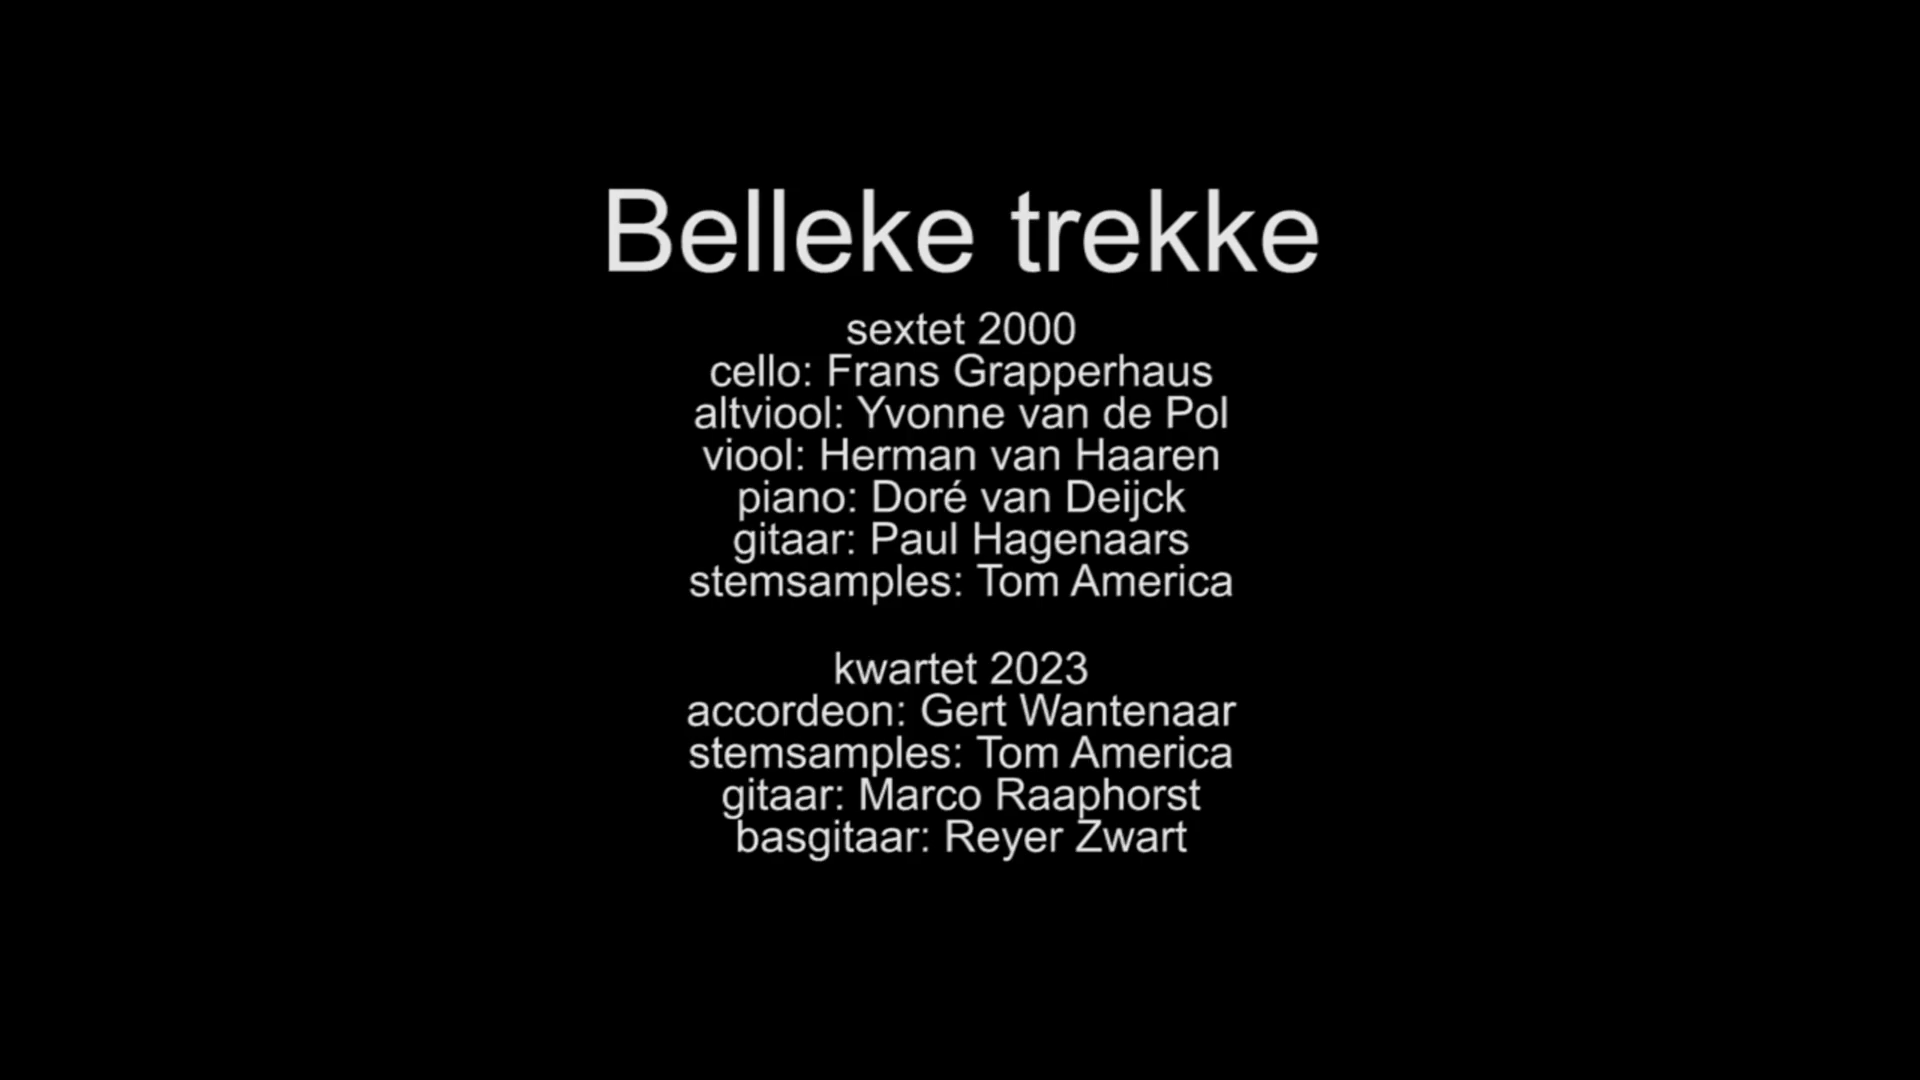 Belleke trekke
sextet 2000
cello: Frans Grapperhaus
altviool: Yvonne van de Pol
viool: Herman van Haaren
piano: Doré van Deijck
gitaar: Paul Hagenaars
stemsamples: Tom America
kwartet 2023
accordeon: Gert Wantenaar
stemsamples: Tom America
gitaar: Marco Raaphorst
basgitaar: Reyer Zwart